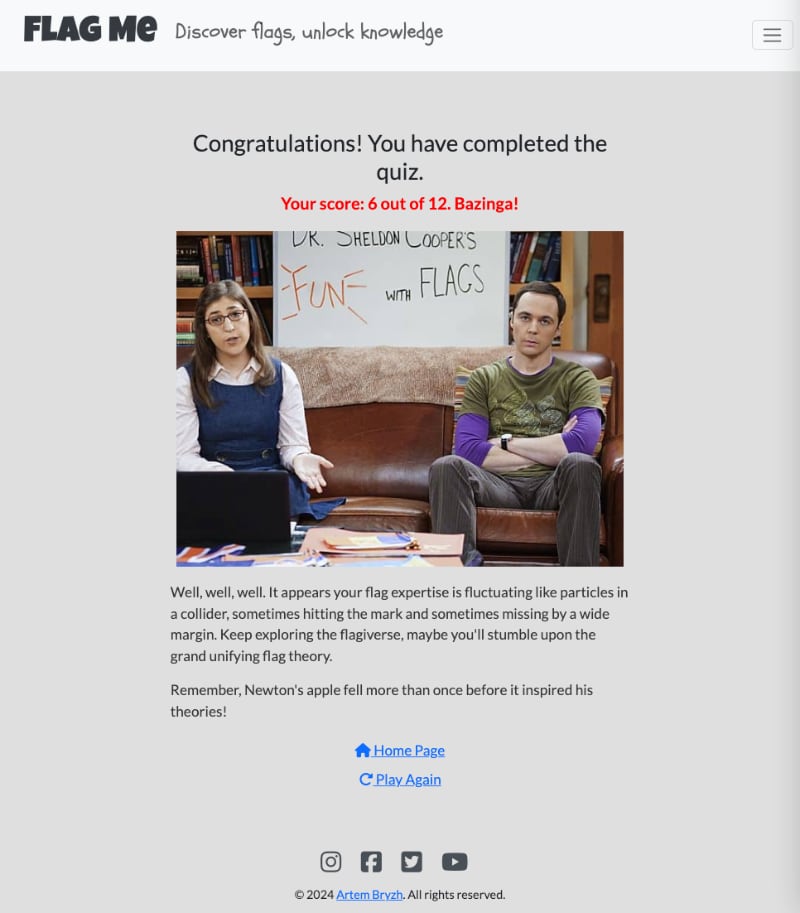 FLAG Me Discover flags, unlock knowledge
Congratulations! You have completed the
quiz.
Your score: 6 out of 12. Bazinga!
DR. SHELDON COOPER'S
FUN WITH FLAGS
Well, well, well. It appears your flag expertise is fluctuating like particles in
a collider, sometimes hitting the mark and sometimes missing by a wide
margin. Keep exploring the flagiverse, maybe you'll stumble upon the
grand unifying flag theory.
Remember, Newton's apple fell more than once before it inspired his
theories!
Home Page
Play Again
© 2024 Artem Bryzh. All rights reserved.